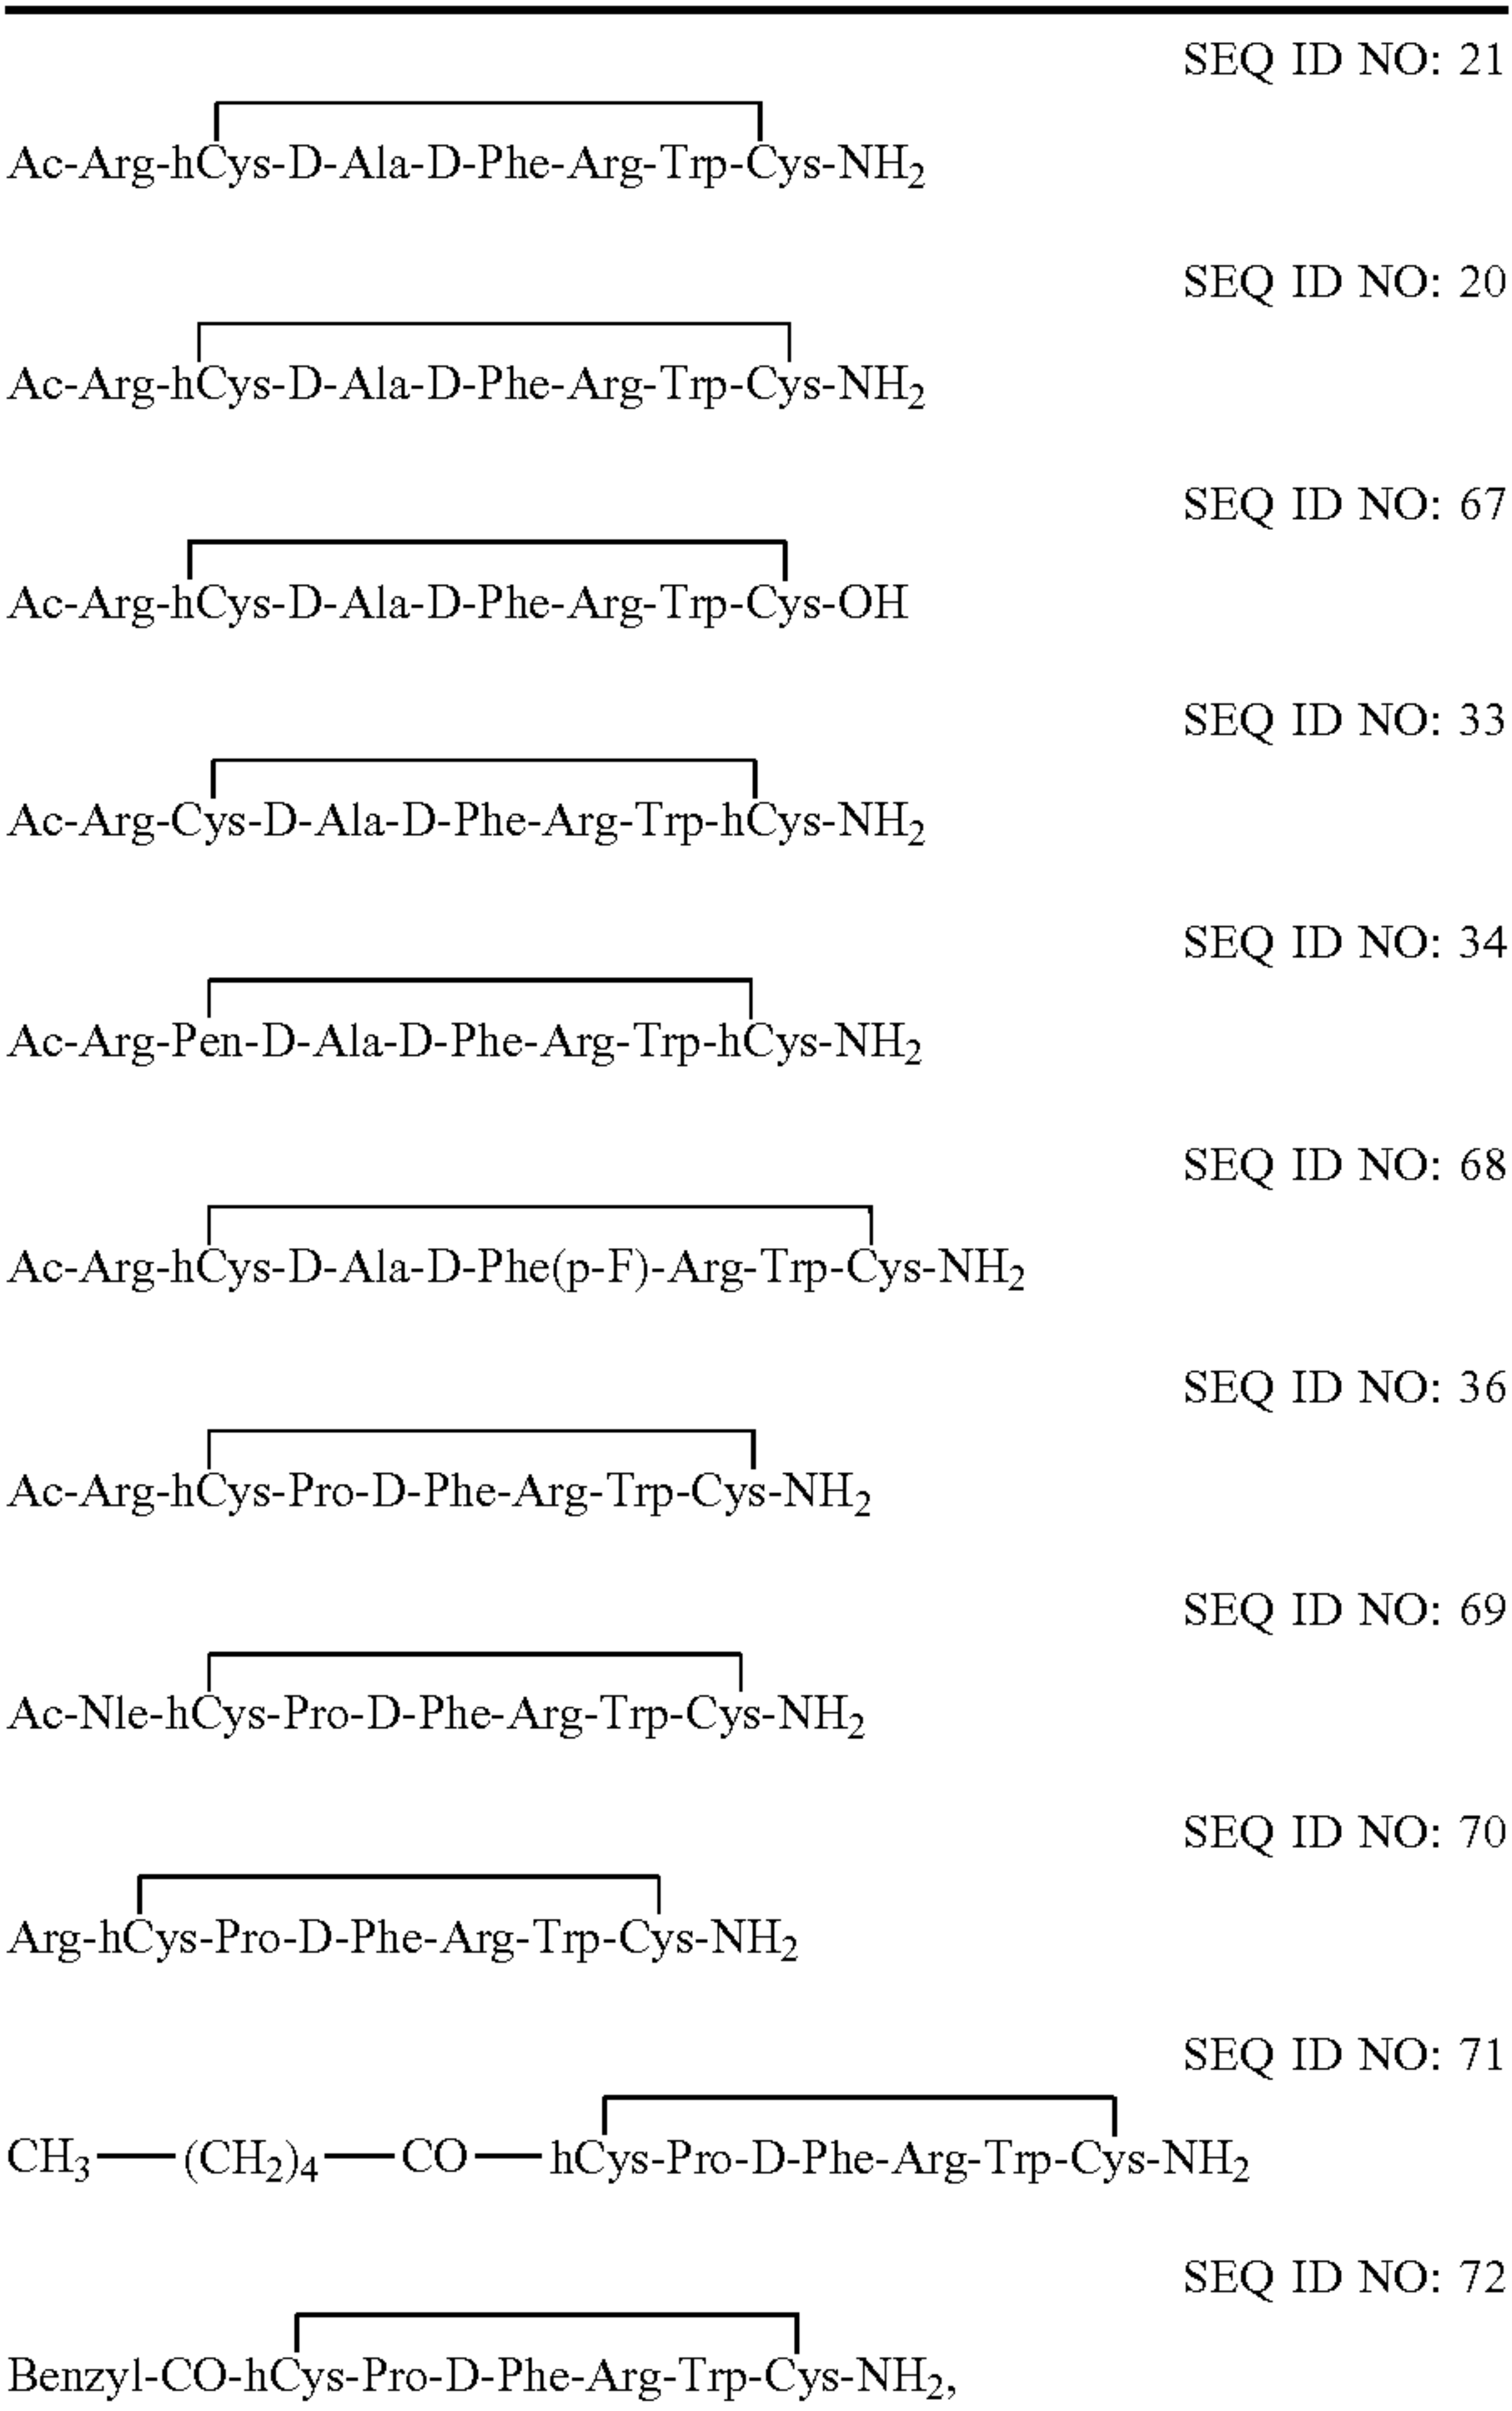 SEQ ID NO: 21
Ac-Arg-hCys-D-Ala-D-Phe-Arg-Trp-Cys-NH₂
SEQ ID NO: 20
Ac-Arg-hCys-D-Ala-D-Phe-Arg-Trp-Cys-NH₂
SEQ ID NO: 67
Ac-Arg-hCys-D-Ala-D-Phe-Arg-Trp-Cys-OH
SEQ ID NO: 33
Ac-Arg-Cys-D-Ala-D-Phe-Arg-Trp-hCys-NH₂
SEQ ID NO: 34
Ac-Arg-Pen-D-Ala-D-Phe-Arg-Trp-hCys-NH₂
SEQ ID NO: 68
Ac-Arg-hCys-D-Ala-D-Phe(p-F)-Arg-Trp-Cys-NH₂
SEQ ID NO: 36
Ac-Arg-hCys-Pro-D-Phe-Arg-Trp-Cys-NH₂
SEQ ID NO: 69
Ac-Nle-hCys-Pro-D-Phe-Arg-Trp-Cys-NH₂
SEQ ID NO: 70
Arg-hCys-Pro-D-Phe-Arg-Trp-Cys-NH₂
SEQ ID NO: 71
CH₃—(CH₂)₄—CO—hCys-Pro-D-Phe-Arg-Trp-Cys-NH₂
SEQ ID NO: 72
Benzyl-CO-hCys-Pro-D-Phe-Arg-Trp-Cys-NH₂,